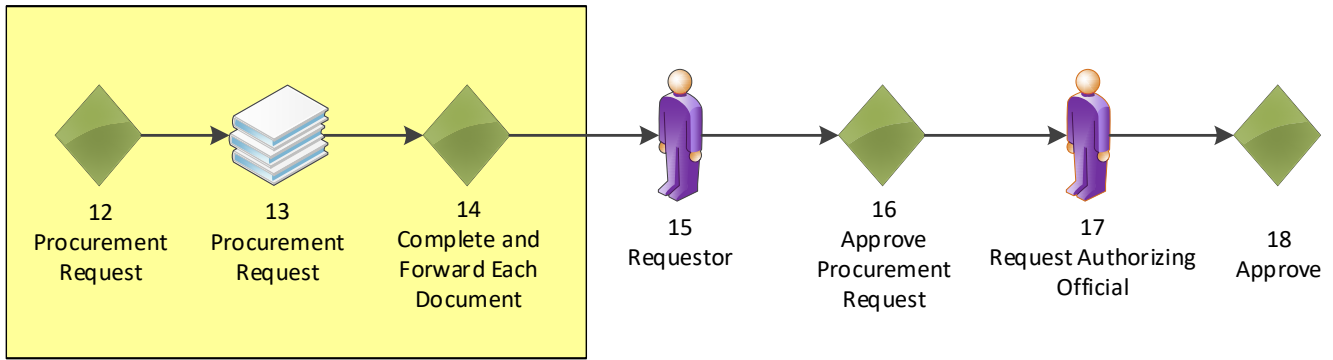 12
Procurement
Request
13
Procurement
Request
14
Complete and
Forward Each
Document
15
Requestor
16
Approve
Procurement
Request
17
Request Authorizing
Official
18
Approve